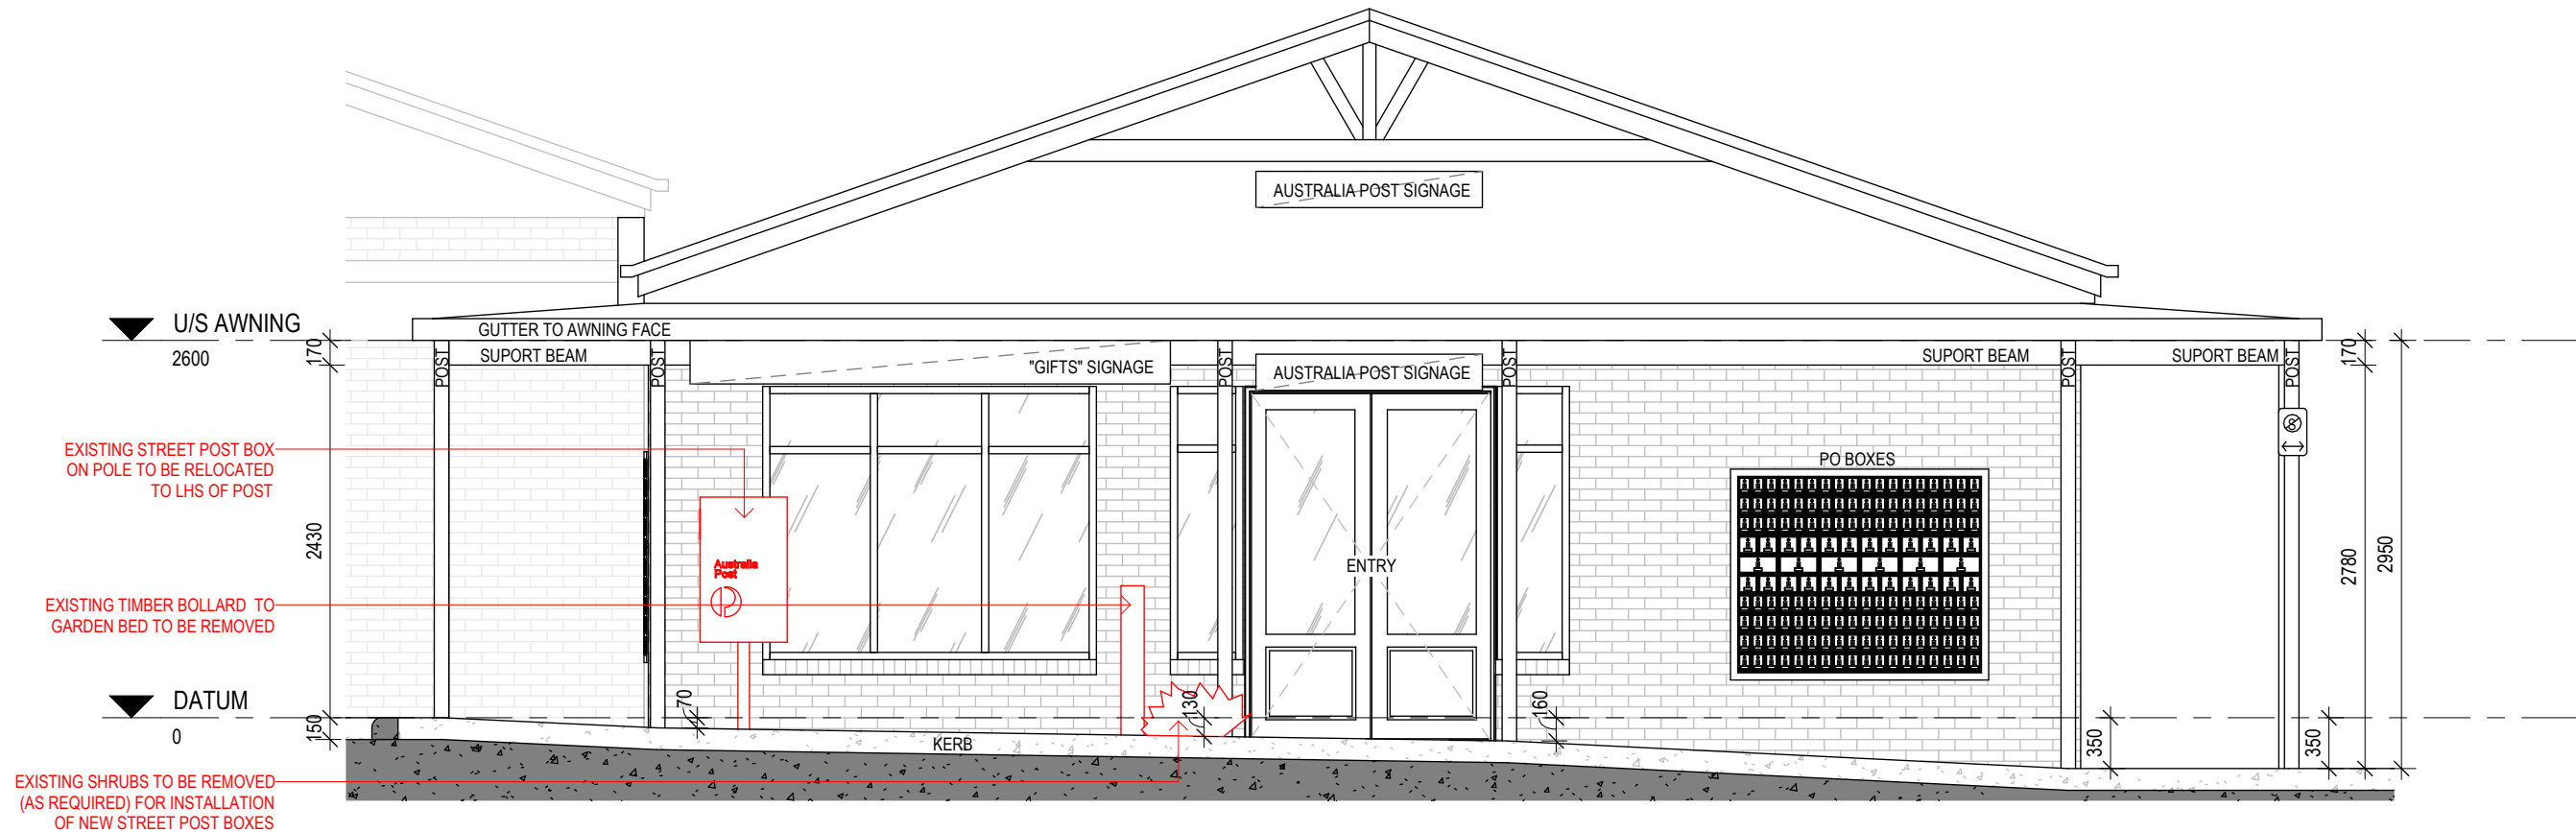 AUSTRALIA POST SIGNAGE
U/S AWNING
2600
GUTTER TO AWNING FACE
170
SUPORT BEAM
POST
POST
"GIFTS" SIGNAGE
POST
AUSTRALIA POST SIGNAGE
POST
SUPORT BEAM
POST
SUPORT BEAM
POST
170
EXISTING STREET POST BOX
ON POLE TO BE RELOCATED
TO LHS OF POST
PO BOXES
2430
Australia
Post
ENTRY
2780
2950
EXISTING TIMBER BOLLARD TO
GARDEN BED TO BE REMOVED
DATUM
0
150
70
130
160
350
350
KERB
EXISTING SHRUBS TO BE REMOVED
(AS REQUIRED) FOR INSTALLATION
OF NEW STREET POST BOXES